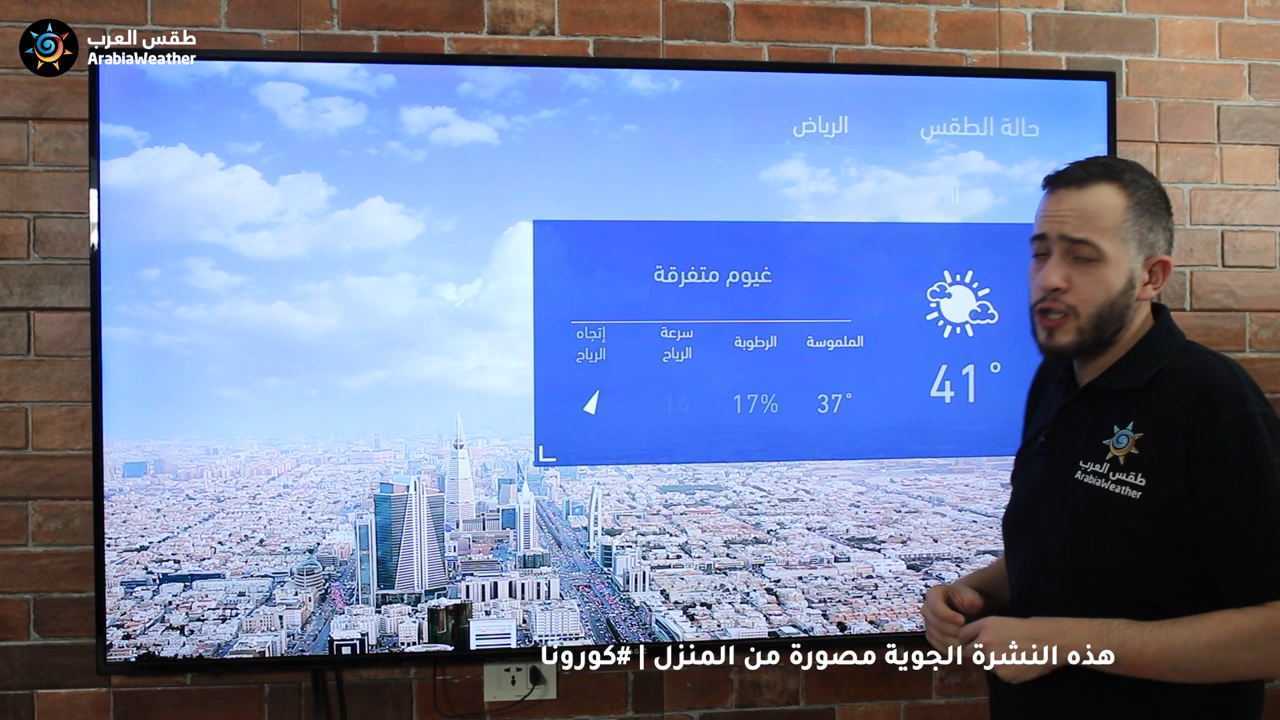 طقس العرب
ArabiaWeather
حالة الطقس الرياض
غيوم متفرقة
الملموسة الرطوبة سرعة الرياح إتجاه الرياح
37° 17% 14
41°
طقس العرب
ArabiaWeather
هذه النشرة الجوية مصورة من المنزل | #كورونا